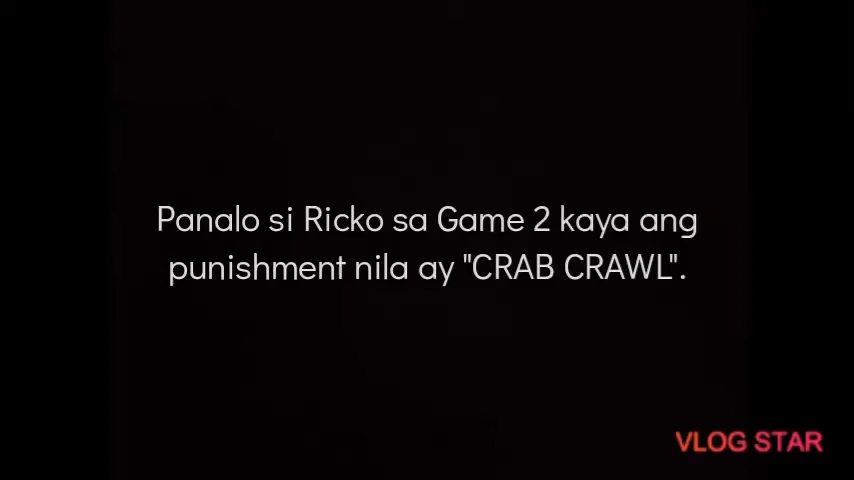 Panalo si Ricko sa Game 2 kaya ang
punishment nila ay "CRAB CRAWL".
VLOG STAR